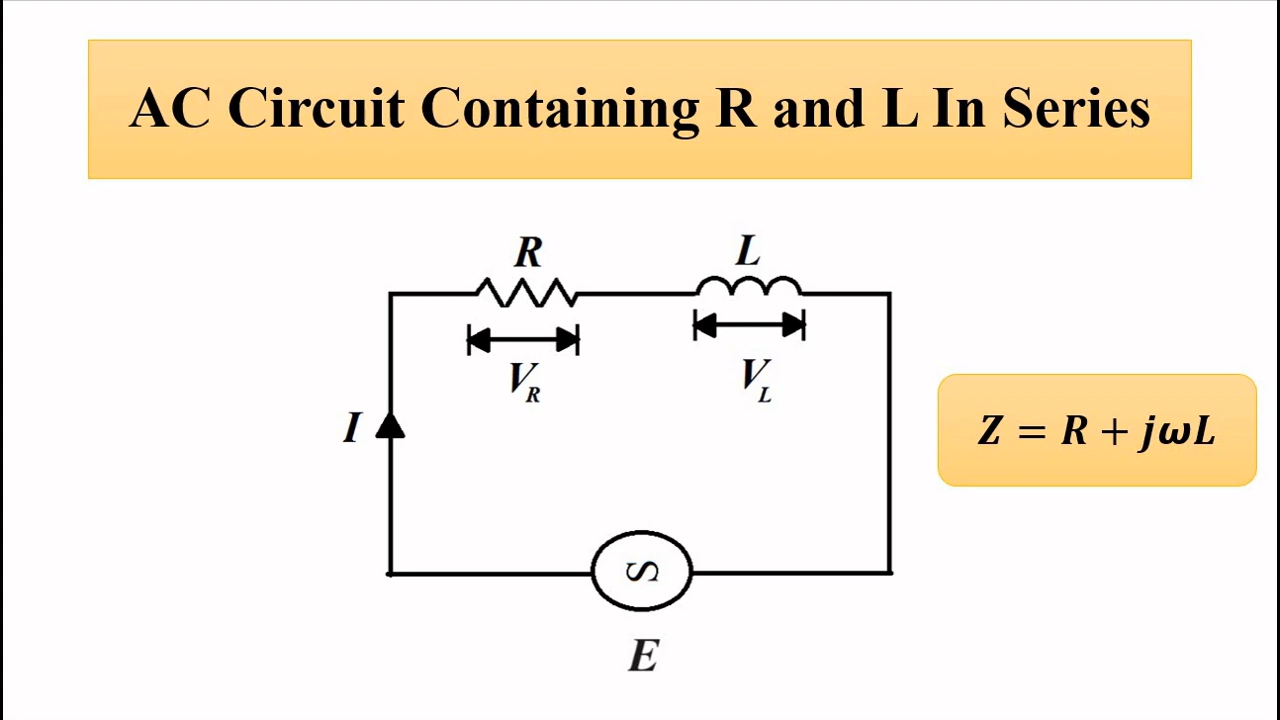 AC Circuit Containing R and L In Series
R
L
V_R
V_L
I
Z = R + jωL
S
E